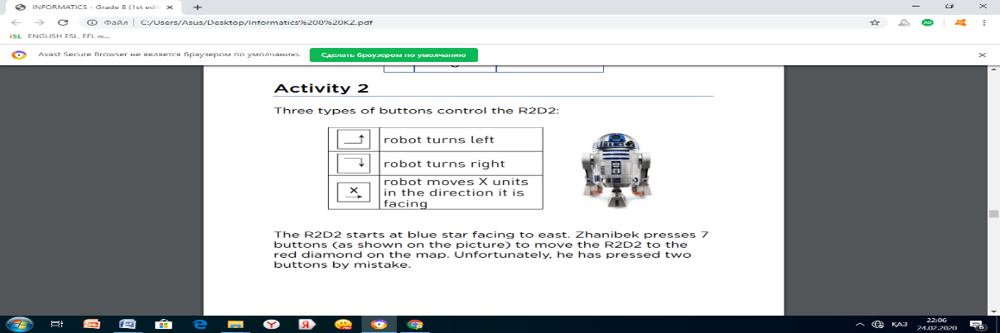 INFORMATICS - Grade 8 (1st edit
Файл | C:/Users/Asus/Desktop/Informatics%208%20KZ.pdf
ISL ENGLISH ESL, EFL w...
Avast Secure Browser не является браузером по умолчанию. Сделать браузером по умолчанию
Activity 2
Three types of buttons control the R2D2:
robot turns left
robot turns right
X
robot moves X units
in the direction it is
facing
The R2D2 starts at blue star facing to east. Zhanibek presses 7
buttons (as shown on the picture) to move the R2D2 to the
red diamond on the map. Unfortunately, he has pressed two
buttons by mistake.
ҚАЗ
22:06
24.02.2020